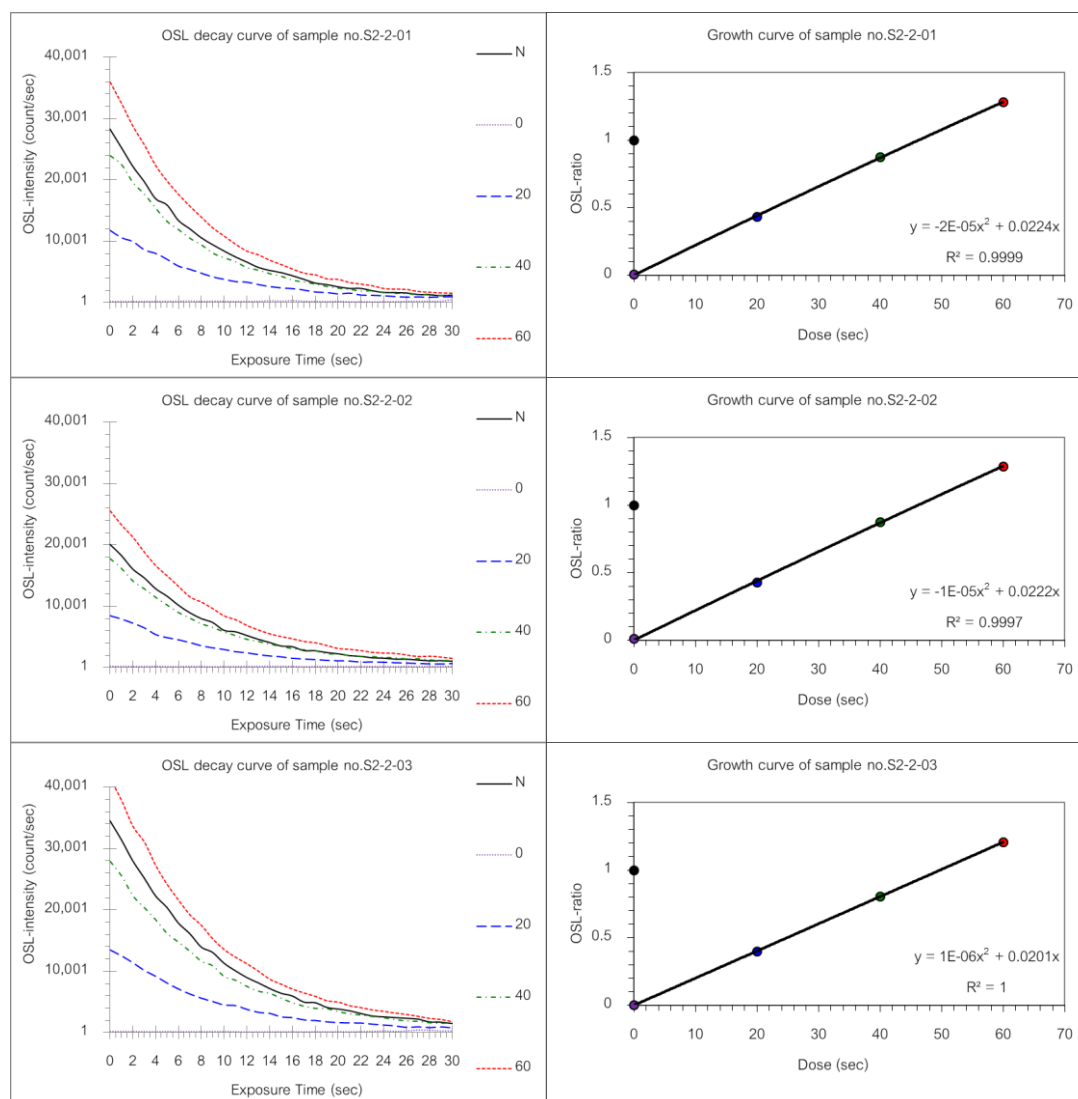 OSL decay curve of sample no.S2-2-01
OSL-intensity (count/sec)
40,001
30,001
20,001
10,001
1
0 2 4 6 8 10 12 14 16 18 20 22 24 26 28 30
Exposure Time (sec)
N
0
20
40
60
Growth curve of sample no.S2-2-01
OSL-ratio
1.5
1
0.5
0
y = -2E-05x² + 0.0224x
R² = 0.9999
0 10 20 30 40 50 60 70
Dose (sec)
OSL decay curve of sample no.S2-2-02
OSL-intensity (count/sec)
40,001
30,001
20,001
10,001
1
0 2 4 6 8 10 12 14 16 18 20 22 24 26 28 30
Exposure Time (sec)
N
0
20
40
60
Growth curve of sample no.S2-2-02
OSL-ratio
1.5
1
0.5
0
y = -1E-05x² + 0.0222x
R² = 0.9997
0 10 20 30 40 50 60 70
Dose (sec)
OSL decay curve of sample no.S2-2-03
OSL-intensity (count/sec)
40,001
30,001
20,001
10,001
1
0 2 4 6 8 10 12 14 16 18 20 22 24 26 28 30
Exposure Time (sec)
N
0
20
40
60
Growth curve of sample no.S2-2-03
OSL-ratio
1.5
1
0.5
0
y = 1E-06x² + 0.0201x
R² = 1
0 10 20 30 40 50 60 70
Dose (sec)